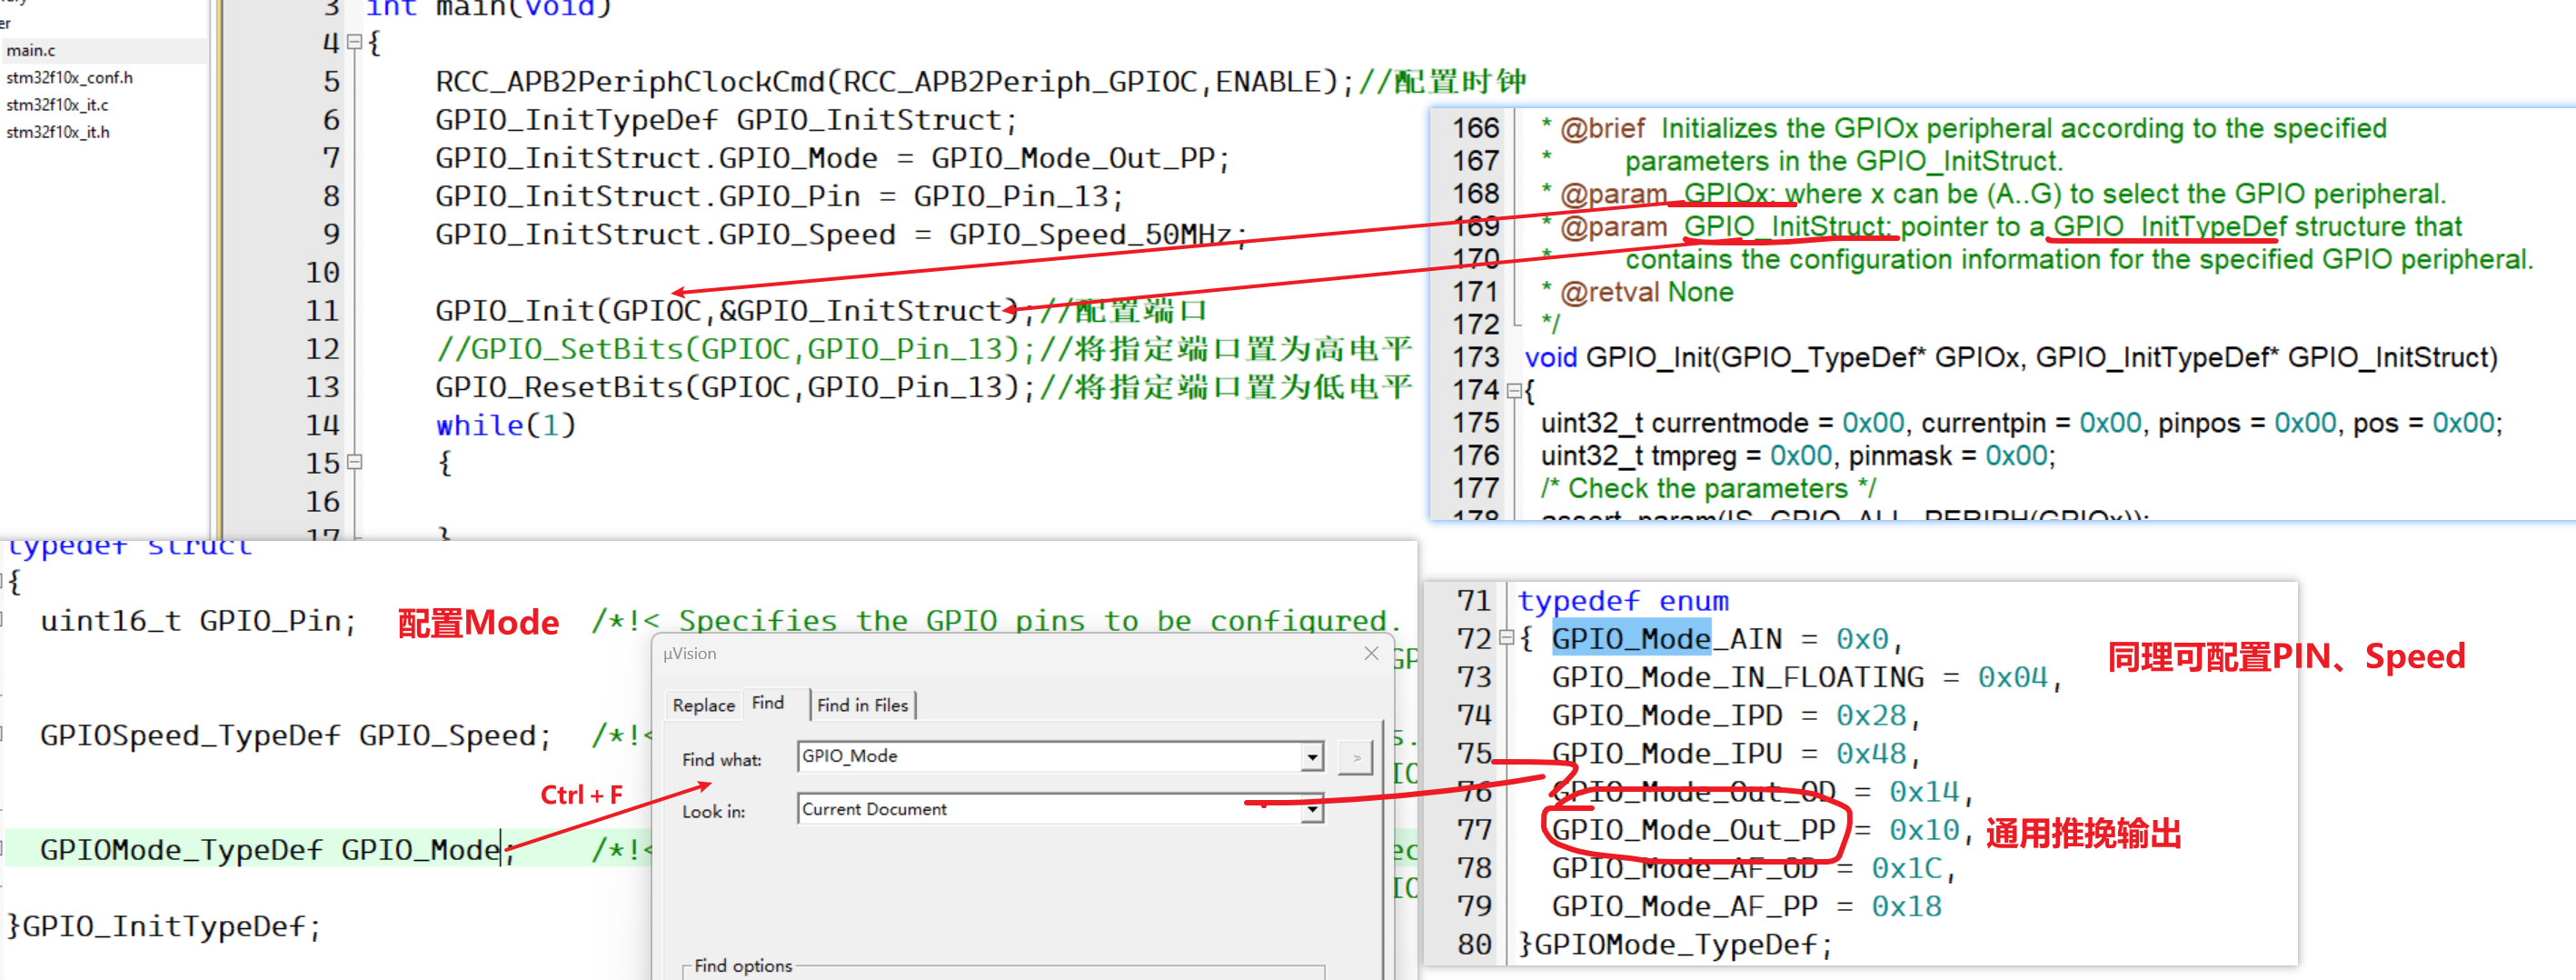 er
main.c
stm32f10x_conf.h
stm32f10x_it.c
stm32f10x_it.h
3 int main(void)
4 {
5 RCC_APB2PeriphClockCmd(RCC_APB2Periph_GPIOC,ENABLE);//配置时钟
6 GPIO_InitTypeDef GPIO_InitStruct;
7 GPIO_InitStruct.GPIO_Mode = GPIO_Mode_Out_PP;
8 GPIO_InitStruct.GPIO_Pin = GPIO_Pin_13;
9 GPIO_InitStruct.GPIO_Speed = GPIO_Speed_50MHz;
10
11 GPIO_Init(GPIOC,&GPIO_InitStruct);//配置端口
12 //GPIO_SetBits(GPIOC,GPIO_Pin_13);//将指定端口置为高电平
13 GPIO_ResetBits(GPIOC,GPIO_Pin_13);//将指定端口置为低电平
14 while(1)
15 {
16
17 }
166 * @brief Initializes the GPIOx peripheral according to the specified
167 * parameters in the GPIO_InitStruct.
168 * @param GPIOx: where x can be (A..G) to select the GPIO peripheral.
169 * @param GPIO_InitStruct: pointer to a GPIO_InitTypeDef structure that
170 * contains the configuration information for the specified GPIO peripheral.
171 * @retval None
172 */
173 void GPIO_Init(GPIO_TypeDef* GPIOx, GPIO_InitTypeDef* GPIO_InitStruct)
174 {
175 uint32_t currentmode = 0x00, currentpin = 0x00, pinpos = 0x00, pos = 0x00;
176 uint32_t tmpreg = 0x00, pinmask = 0x00;
177 /* Check the parameters */
178 assert_param(IS_GPIO_ALL_PERIPH(GPIOx));
typedef struct
{
uint16_t GPIO_Pin; 配置Mode /*!< Specifies the GPIO pins to be configured.
GPIOSpeed_TypeDef GPIO_Speed; /*!<
Ctrl + F
GPIOMode_TypeDef GPIO_Mode; /*!<
}GPIO_InitTypeDef;
µVision
Replace Find Find in Files
Find what: GPIO_Mode >
Look in: Current Document
Find options
71 typedef enum
72 { GPIO_Mode_AIN = 0x0,
同理可配置PIN、Speed
73 GPIO_Mode_IN_FLOATING = 0x04,
74 GPIO_Mode_IPD = 0x28,
75 GPIO_Mode_IPU = 0x48,
76 GPIO_Mode_Out_OD = 0x14,
77 GPIO_Mode_Out_PP = 0x10, 通用推挽输出
78 GPIO_Mode_AF_OD = 0x1C,
79 GPIO_Mode_AF_PP = 0x18
80 }GPIOMode_TypeDef;